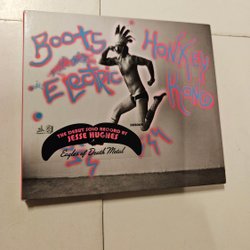 BOOTS
ELECTRIC
HONKEY
KONG
THE DEBUT SOLO RECORD BY
JESSE HUGHES
Eagles of Death Metal